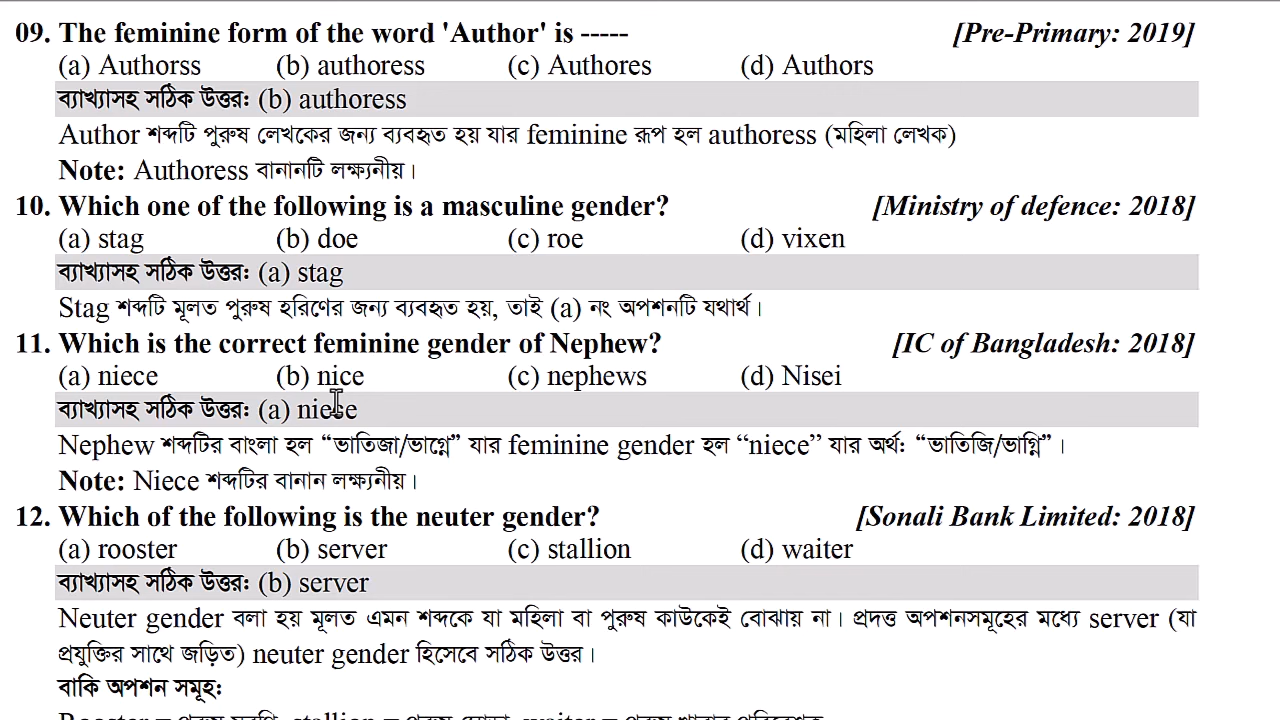 09. The feminine form of the word 'Author' is ----- [Pre-Primary: 2019]
(a) Authorss (b) authoress (c) Authores (d) Authors
ব্যাখ্যাসহ সঠিক উত্তর: (b) authoress
Author শব্দটি পুরুষ লেখকের জন্য ব্যবহৃত হয় যার feminine রূপ হল authoress (মহিলা লেখক)
Note: Authoress বানানটি লক্ষ্যনীয়।
10. Which one of the following is a masculine gender? [Ministry of defence: 2018]
(a) stag (b) doe (c) roe (d) vixen
ব্যাখ্যাসহ সঠিক উত্তর: (a) stag
Stag শব্দটি মূলত পুরুষ হরিণের জন্য ব্যবহৃত হয়, তাই (a) নং অপশনটি যথার্থ।
11. Which is the correct feminine gender of Nephew? [IC of Bangladesh: 2018]
(a) niece (b) nice (c) nephews (d) Nisei
ব্যাখ্যাসহ সঠিক উত্তর: (a) niece
Nephew শব্দটির বাংলা হল “ভাতিজা/ভাগ্নে” যার feminine gender হল “niece” যার অর্থ: “ভাতিজি/ভাগ্নি”।
Note: Niece শব্দটির বানান লক্ষ্যনীয়।
12. Which of the following is the neuter gender? [Sonali Bank Limited: 2018]
(a) rooster (b) server (c) stallion (d) waiter
ব্যাখ্যাসহ সঠিক উত্তর: (b) server
Neuter gender বলা হয় মূলত এমন শব্দকে যা মহিলা বা পুরুষ কাউকেই বোঝায় না। প্রদত্ত অপশনসমূহের মধ্যে server (যা
প্রযুক্তির সাথে জড়িত) neuter gender হিসেবে সঠিক উত্তর।
বাকি অপশন সমূহ: